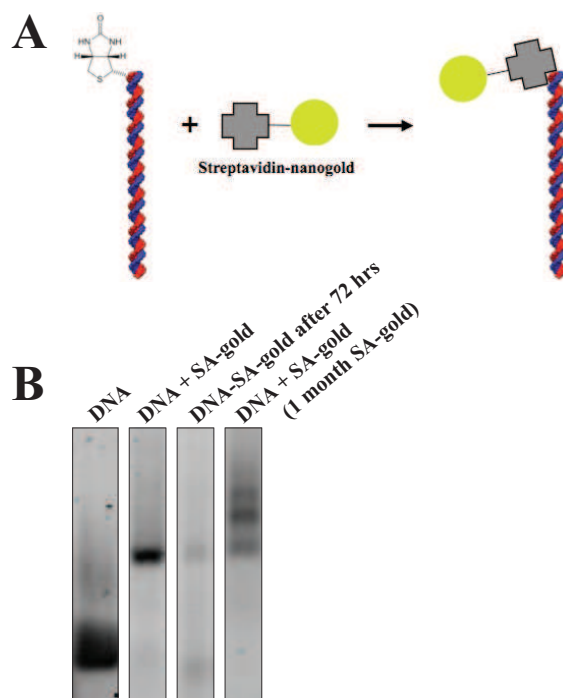 A
O
HN
NH
H
H
S
+
Streptavidin-nanogold
B
DNA
DNA + SA-gold
DNA-SA-gold after 72 hrs
DNA + SA-gold
(1 month SA-gold)